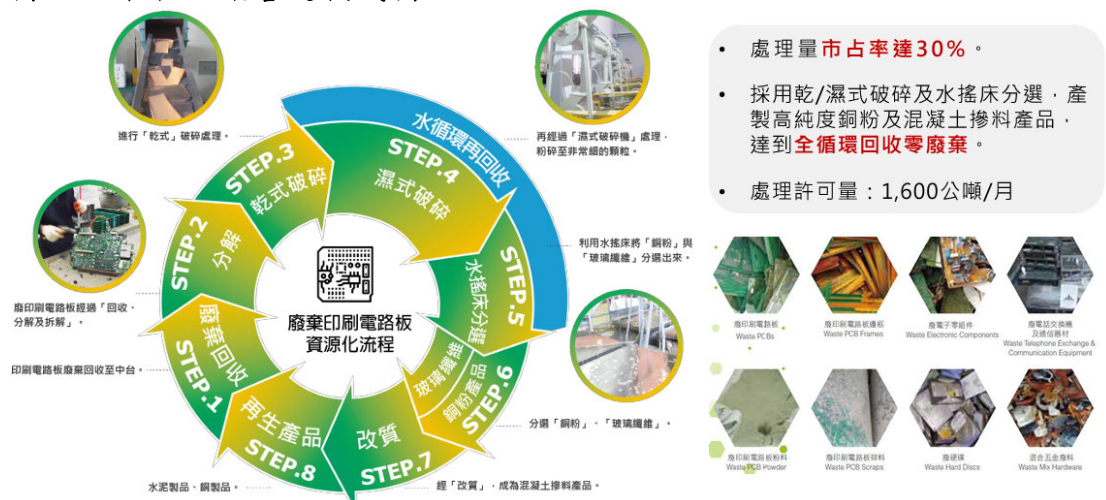 進行「乾式」破碎處理。
再經過「濕式破碎機」處理，
粉碎至非常細的顆粒。
水循環再回收
STEP.3
乾式破碎
STEP.4
濕式破碎
STEP.2
分解
利用水搖床將「銅粉」與
「玻璃纖維」分選出來。
STEP.5
水搖床分選
廢印刷電路板經過「回收、
分解及拆解」。
廢棄印刷電路板
資源化流程
印刷電路板廢棄回收至中台。
STEP.1
廢棄回收
玻璃纖維
銅粉產品
STEP.6
分選「銅粉」、「玻璃纖維」。
再生產品
STEP.8
改質
STEP.7
水泥製品、銅製品。
經「改質」，成為混凝土摻料產品。
• 處理量市占率達30%。
• 採用乾/濕式破碎及水搖床分選，產
製高純度銅粉及混凝土摻料產品，
達到全循環回收零廢棄。
• 處理許可量：1,600公噸/月
廢印刷電路板
Waste PCBs
廢印刷電路板邊框
Waste PCB Frames
廢電子零組件
Waste Electronic Components
廢電話交換機
及通信器材
Waste Telephone Exchange &
Communication Equipment
廢印刷電路板粉料
Waste PCB Powder
廢印刷電路板碎料
Waste PCB Scraps
廢硬碟
Waste Hard Discs
混合五金廢料
Waste Mix Hardware